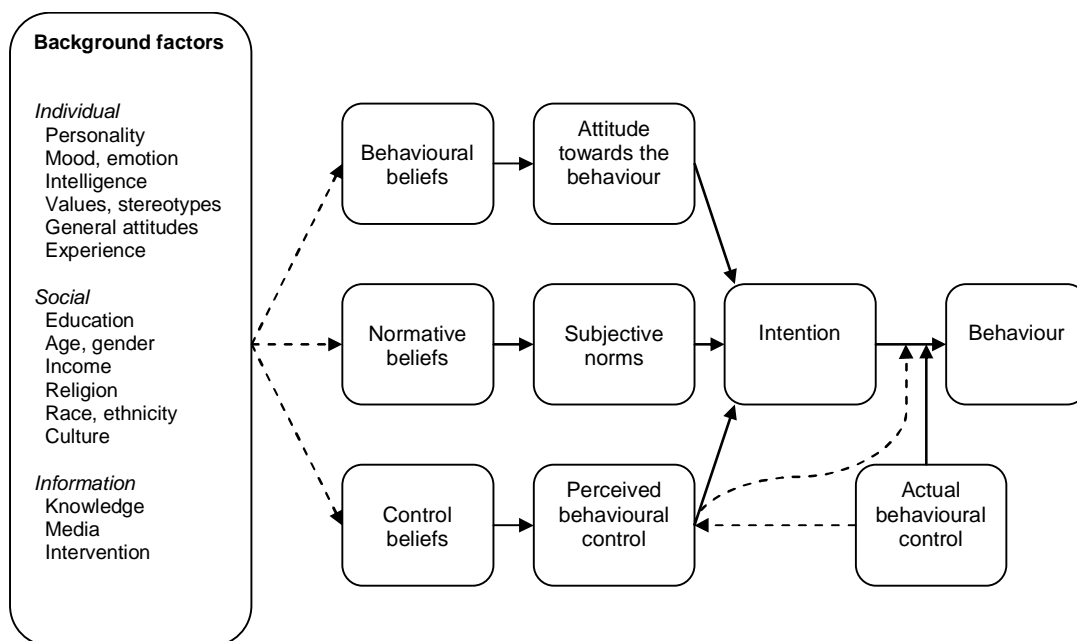 Background factors
Individual
Personality
Mood, emotion
Intelligence
Values, stereotypes
General attitudes
Experience
Social
Education
Age, gender
Income
Religion
Race, ethnicity
Culture
Information
Knowledge
Media
Intervention
Behavioural
beliefs
Attitude
towards the
behaviour
Normative
beliefs
Subjective
norms
Intention
Behaviour
Control
beliefs
Perceived
behavioural
control
Actual
behavioural
control